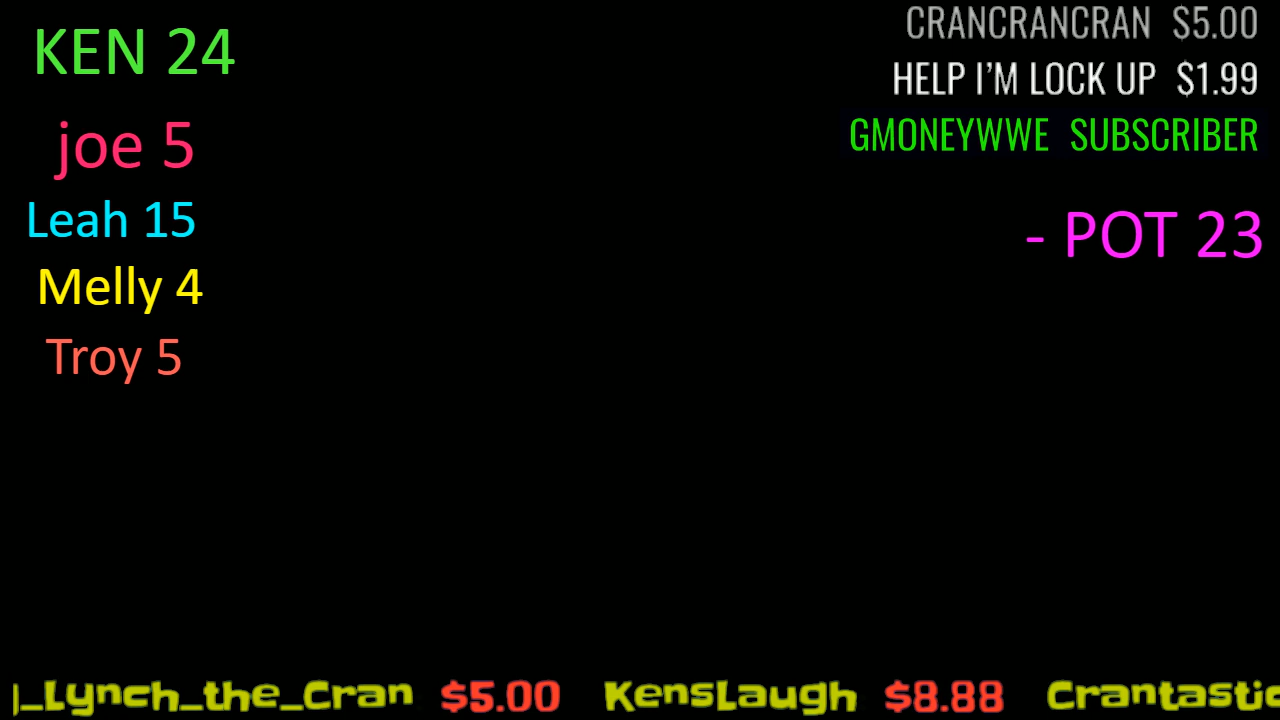 KEN 24
joe 5
Leah 15
Melly 4
Troy 5
CRANCRANCRAN $5.00
HELP I'M LOCK UP $1.99
GMONEYWWE SUBSCRIBER
- POT 23
_Lynch_the_Cran $5.00 KensLaugh $8.88 Crantastic